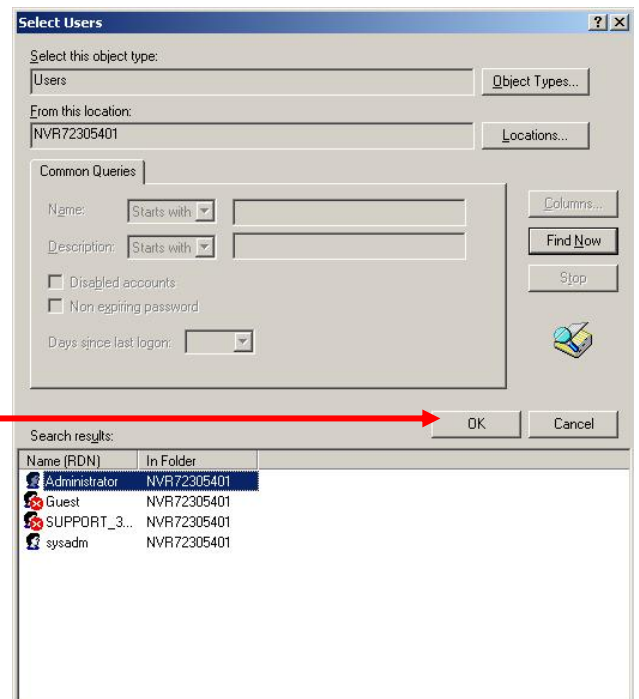 Select Users
Select this object type:
Users
Object Types...
From this location:
NVR72305401
Locations...
Common Queries
Name: Starts with
Columns...
Description: Starts with
Find Now
Disabled accounts
Stop
Non expiring password
Days since last logon:
OK Cancel
Search results:
Name (RDN) In Folder
Administrator NVR72305401
Guest NVR72305401
SUPPORT_3... NVR72305401
sysadm NVR72305401